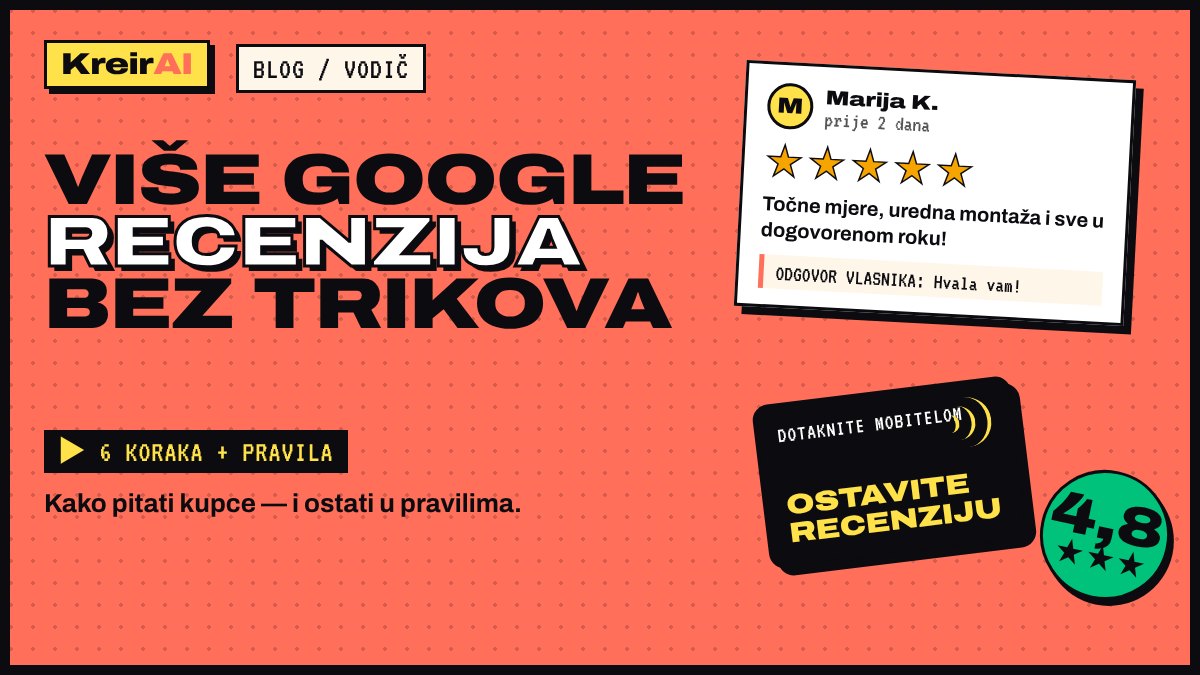 KreirAI
BLOG / VODIČ
VIŠE GOOGLE
RECENZIJA
BEZ TRIKOVA
6 KORAKA + PRAVILA
Kako pitati kupce — i ostati u pravilima.
M
Marija K.
prije 2 dana
Točne mjere, uredna montaža i sve u
dogovorenom roku!
ODGOVOR VLASNIKA: Hvala vam!
DOTAKNITE MOBITELOM
OSTAVITE
RECENZIJU
4,8